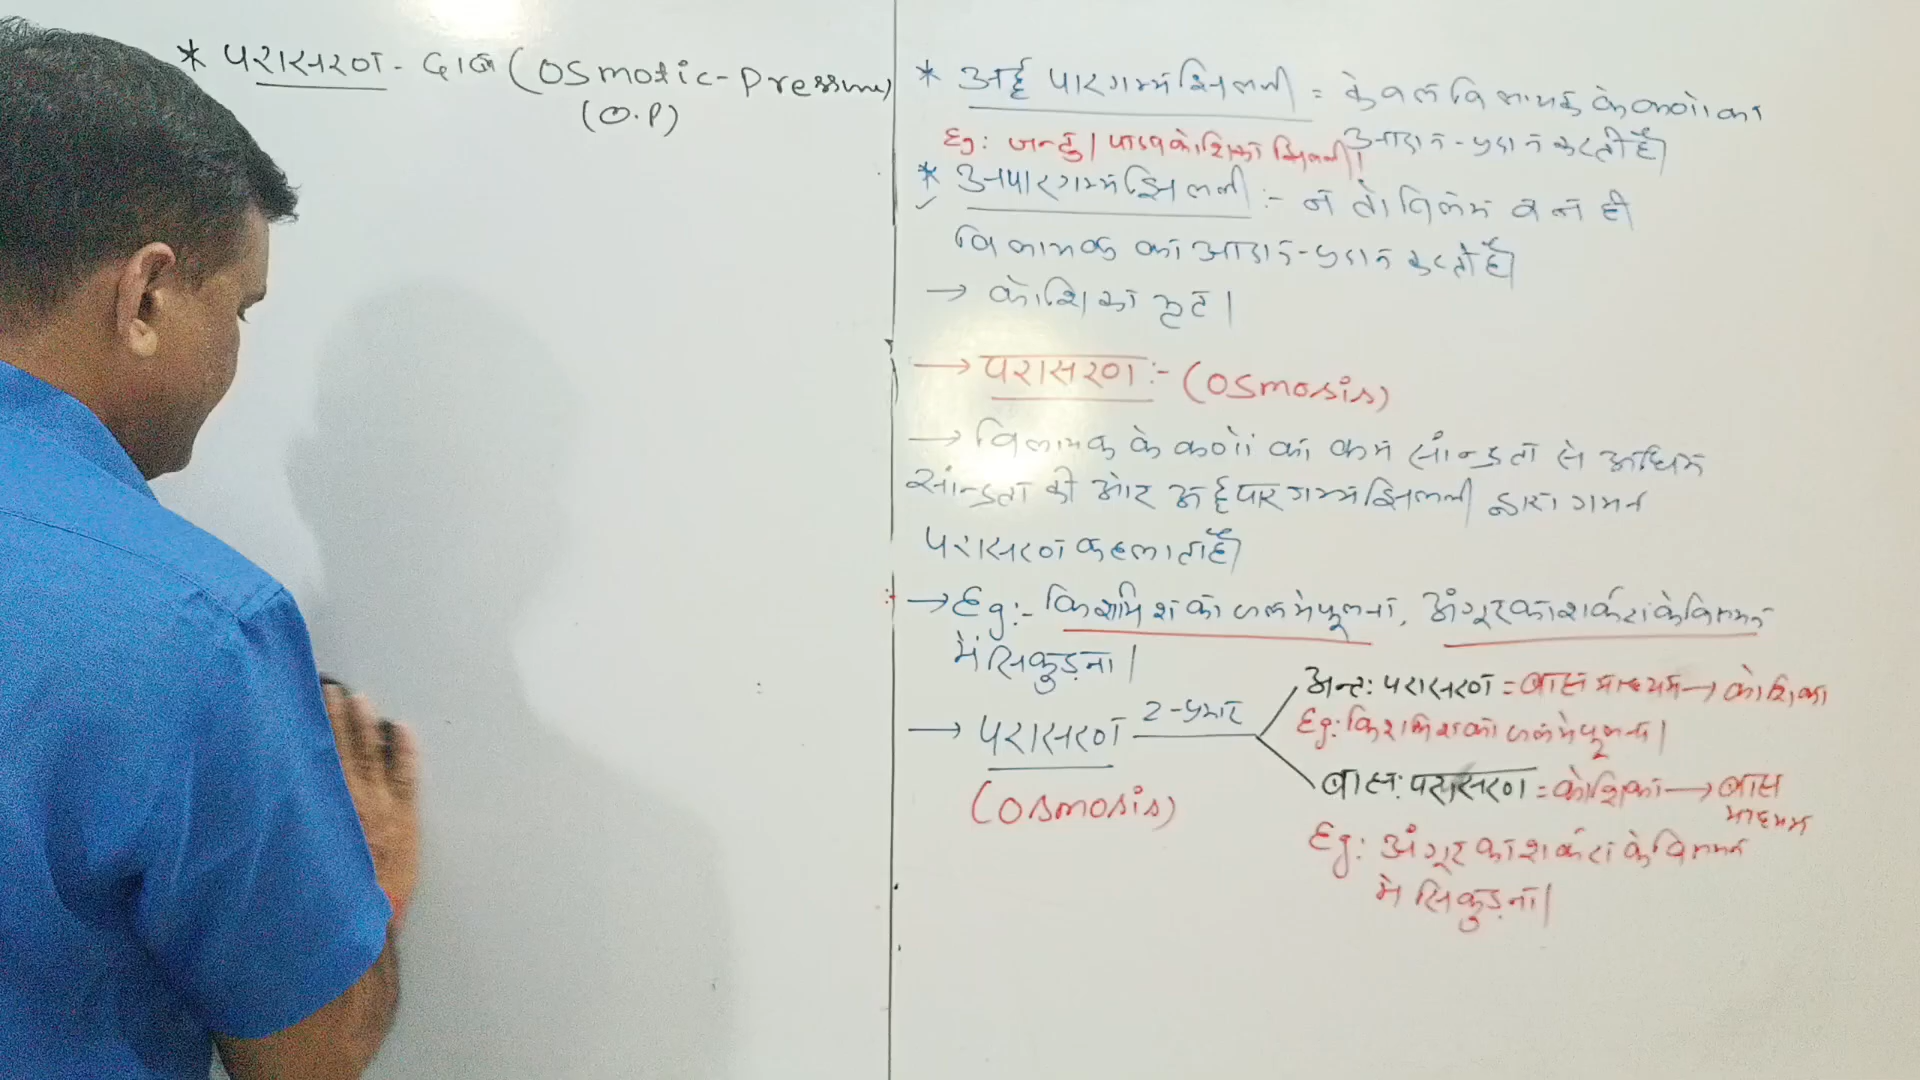 * परासरण - दाब (Osmotic-Pressure)
(O.P)
* अर्द्ध पारगम्य झिल्ली = केवल विलायक के कणों का
आदान-प्रदान करती है।
Eg: जन्तु / पादप कोशिका झिल्ली।
* अपारगम्य झिल्ली :- न तो विलेय व न ही
विलायक का आदान-प्रदान करती है।
→ कोशिका
→ परासरण :- (Osmosis)
→ विलायक के कणों का कम सान्द्रता से अधिक
सान्द्रता की ओर अर्द्धपारगम्य झिल्ली द्वारा गमन
परासरण कहलाता है।
→ Eg:- किशमिश का जल मे फूलना, अंगूर का शर्करा के विलयन
में सिकुड़ना।
→ परासरण 2-प्रकार
(Osmosis)
अन्तः परासरण = बाह्य माध्यम → कोशिका
Eg: किशमिश का जल मे फूलना।
बाह्यः परासरण = कोशिका → बाह्य
माध्यम
Eg: अंगूर का शर्करा के विलयन
मे सिकुड़ना।